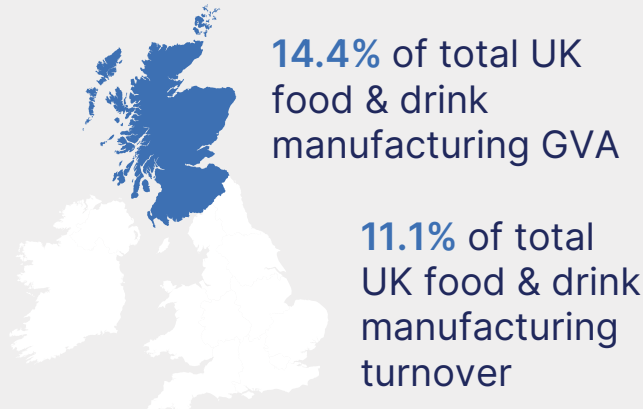 14.4% of total UK
food & drink
manufacturing GVA
11.1% of total
UK food & drink
manufacturing
turnover